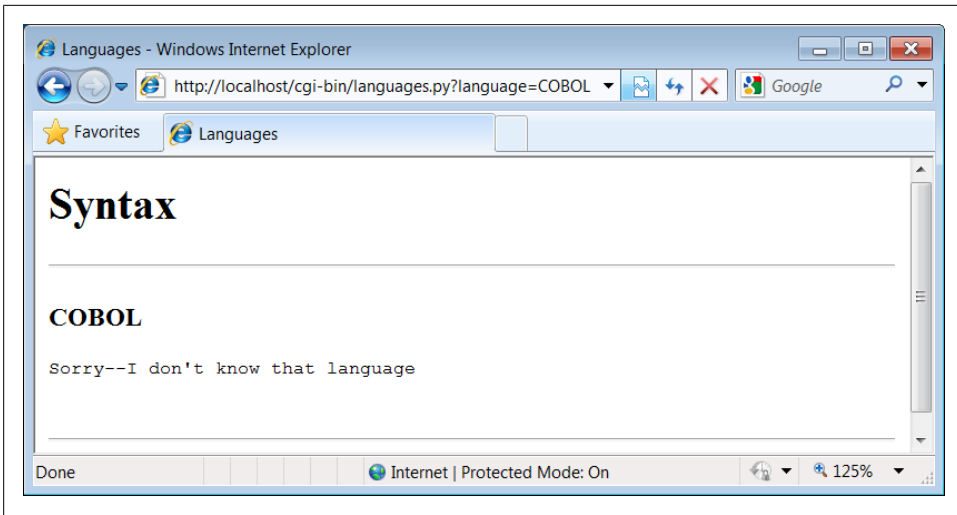 Languages - Windows Internet Explorer
http://localhost/cgi-bin/languages.py?language=COBOL
Google
Favorites
Languages
Syntax
COBOL
Sorry--I don't know that language
Done
Internet | Protected Mode: On
125%